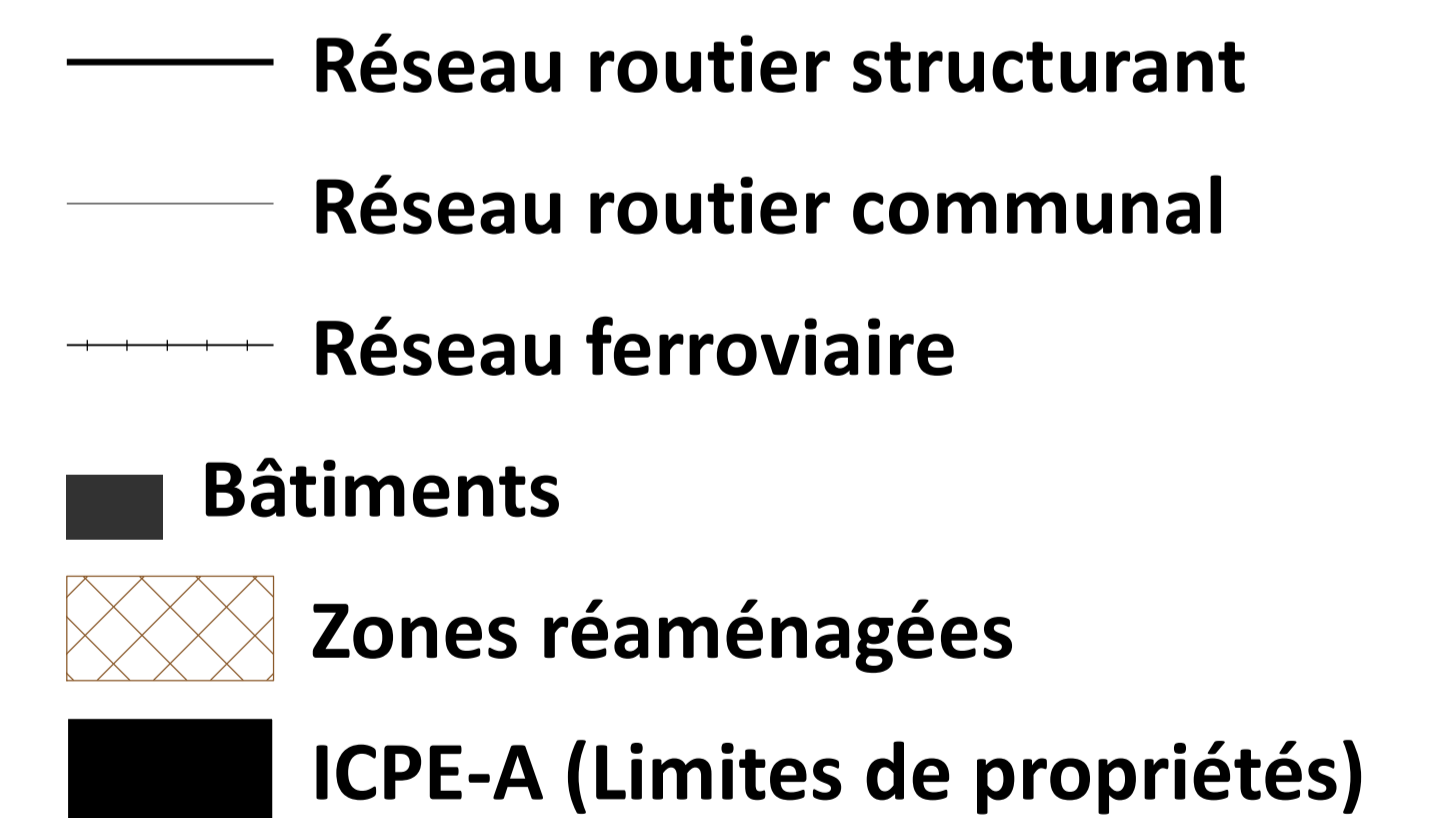 Réseau routier structurant
Réseau routier communal
Réseau ferroviaire
Bâtiments
Zones réaménagées
ICPE-A (Limites de propriétés)